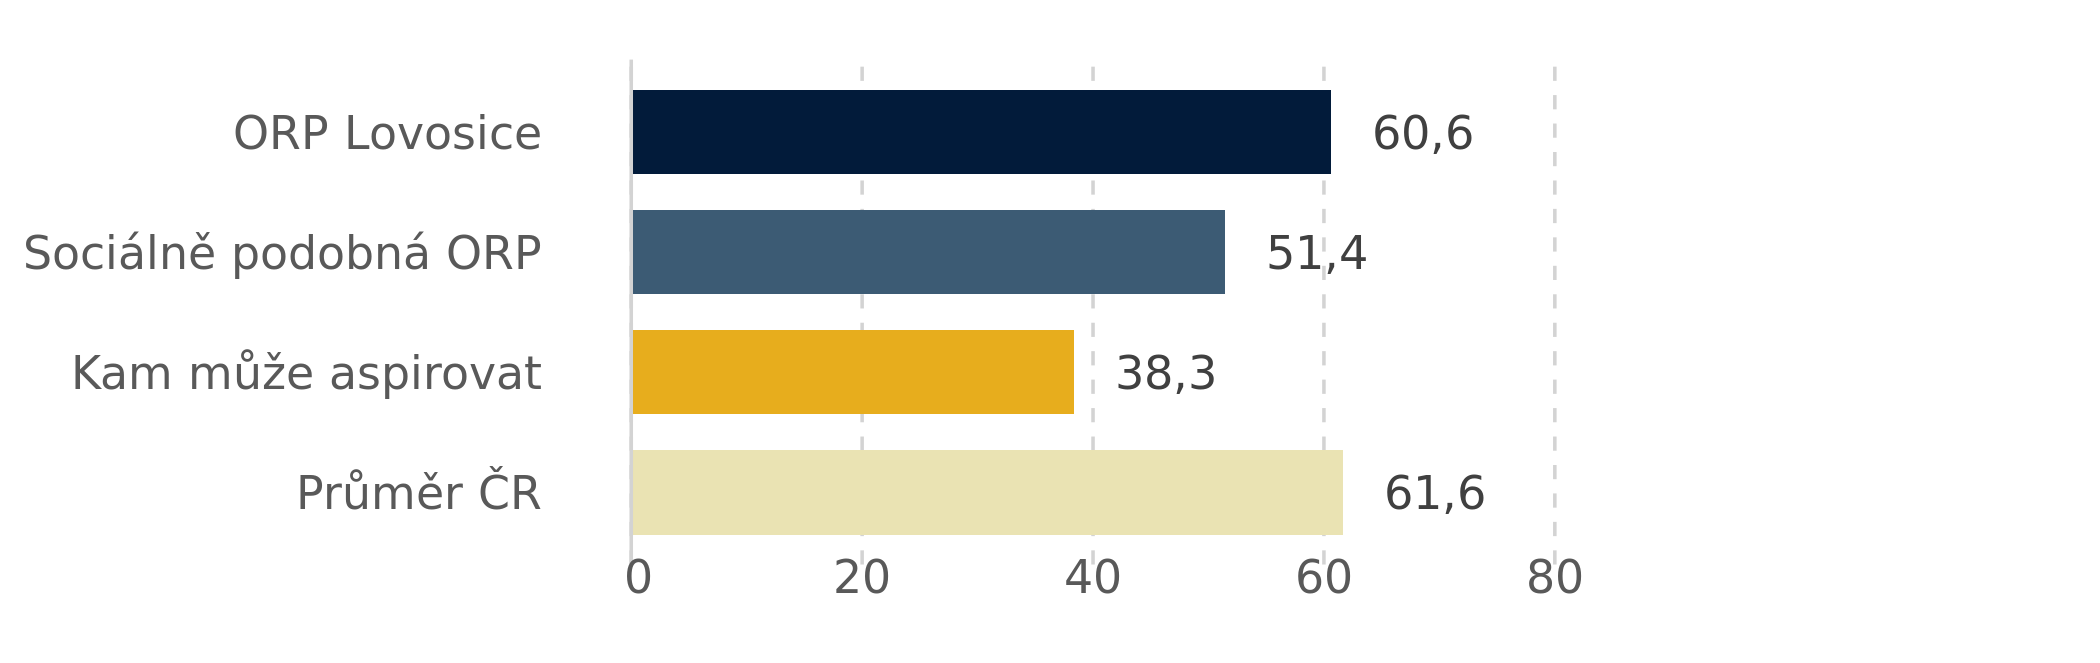 ORP Lovosice 60,6
Sociálně podobná ORP 51,4
Kam může aspirovat 38,3
Průměr ČR 61,6
0 20 40 60 80